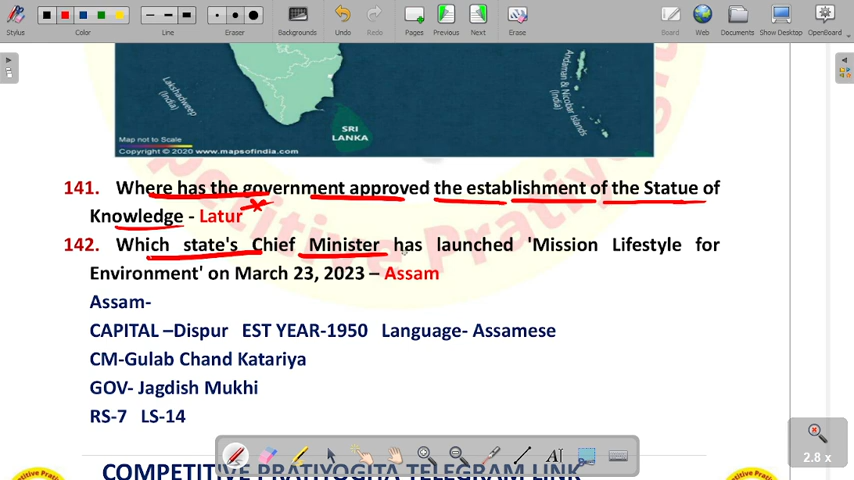 Stylus
Color
Line
Eraser
Backgrounds
Undo
Redo
Pages
Previous
Next
Erase
Board
Web
Documents
Show Desktop
OpenBoard
Lakshadweep
(India)
Andaman & Nicobar Islands
(India)
SRI
LANKA
Map not to Scale
Copyright © 2020 www.mapsofindia.com
141. Where has the government approved the establishment of the Statue of
Knowledge - Latur
142. Which state's Chief Minister has launched 'Mission Lifestyle for
Environment' on March 23, 2023 – Assam
Assam-
CAPITAL –Dispur EST YEAR-1950 Language- Assamese
CM-Gulab Chand Katariya
GOV- Jagdish Mukhi
RS-7 LS-14
COMPETITIVE PRATIYOGITA TELEGRAM LINK
2.8 x